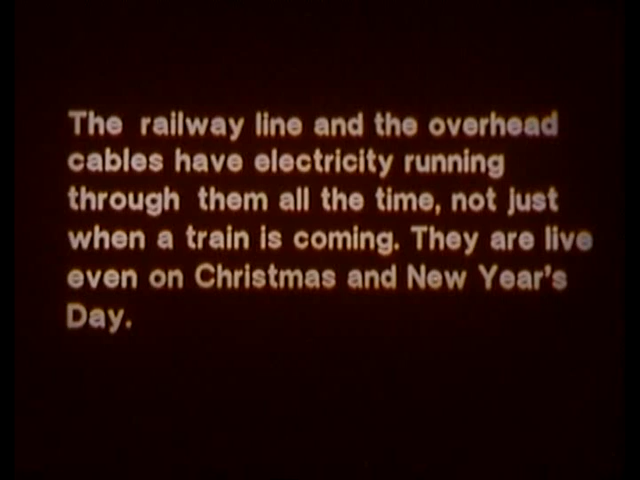 The railway line and the overhead
cables have electricity running
through them all the time, not just
when a train is coming. They are live
even on Christmas and New Year's
Day.